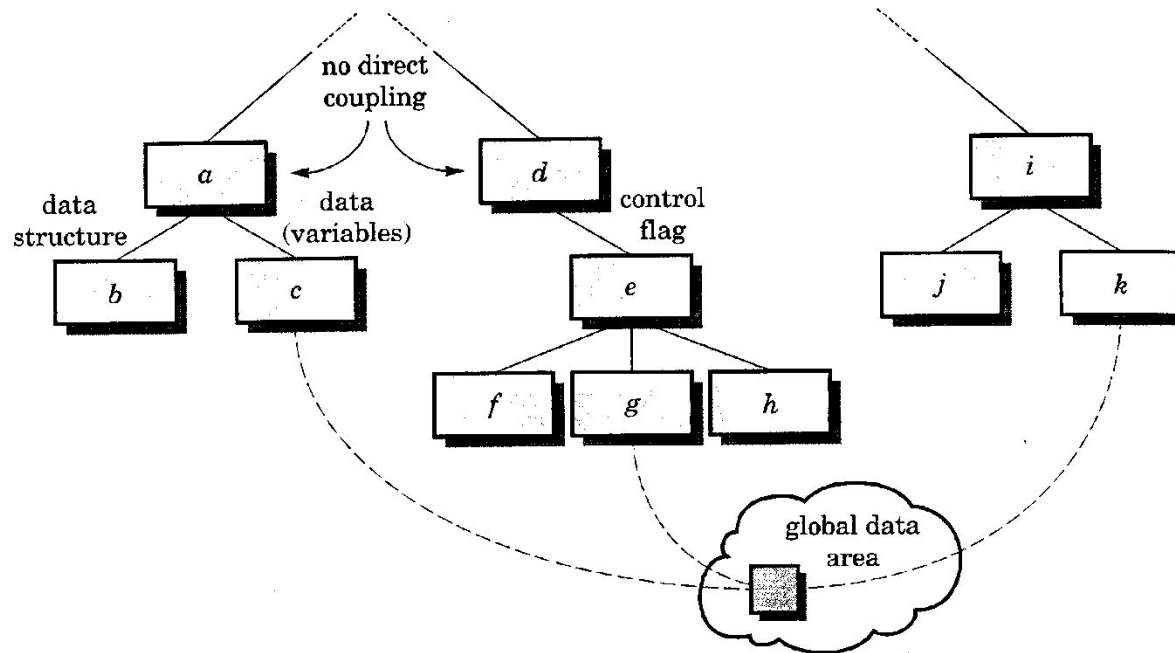 no direct
coupling
a
d
i
data
structure
data
(variables)
control
flag
b
c
e
j
k
f
g
h
global data
area